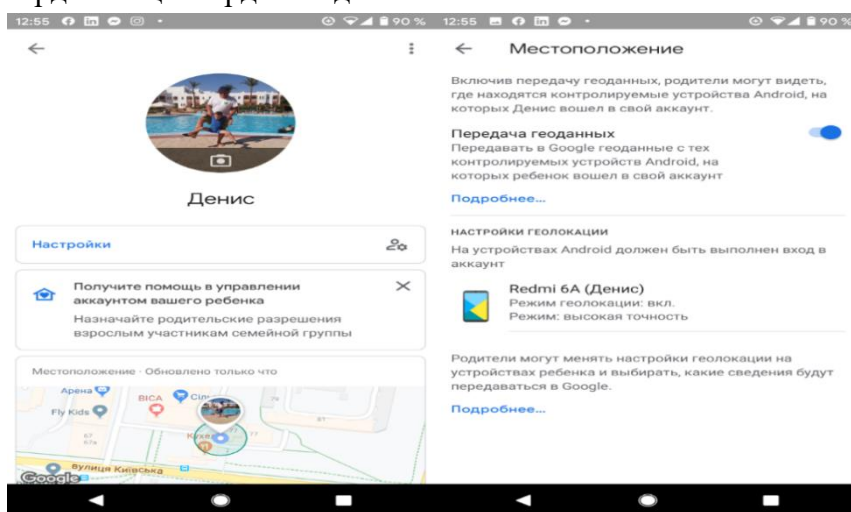 12:55
90 %
Денис
Настройки
Получите помощь в управлении
аккаунтом вашего ребенка
Назначайте родительские разрешения
взрослым участникам семейной группы
Местоположение · Обновлено только что
Арена
Fly Kids
BICA
67
67а
77
77
вулиця Київська
Google
12:55
90 %
Местоположение
Включив передачу геоданных, родители могут видеть,
где находятся контролируемые устройства Android, на
которых Денис вошел в свой аккаунт.
Передача геоданных
Передавать в Google геоданные с тех
контролируемых устройств Android, на
которых ребенок вошел в свой аккаунт
Подробнее...
НАСТРОЙКИ ГЕОЛОКАЦИИ
На устройствах Android должен быть выполнен вход в
аккаунт
Redmi 6A (Денис)
Режим геолокации: вкл.
Режим: высокая точность
Родители могут менять настройки геолокации на
устройствах ребенка и выбирать, какие сведения будут
передаваться в Google.
Подробнее...